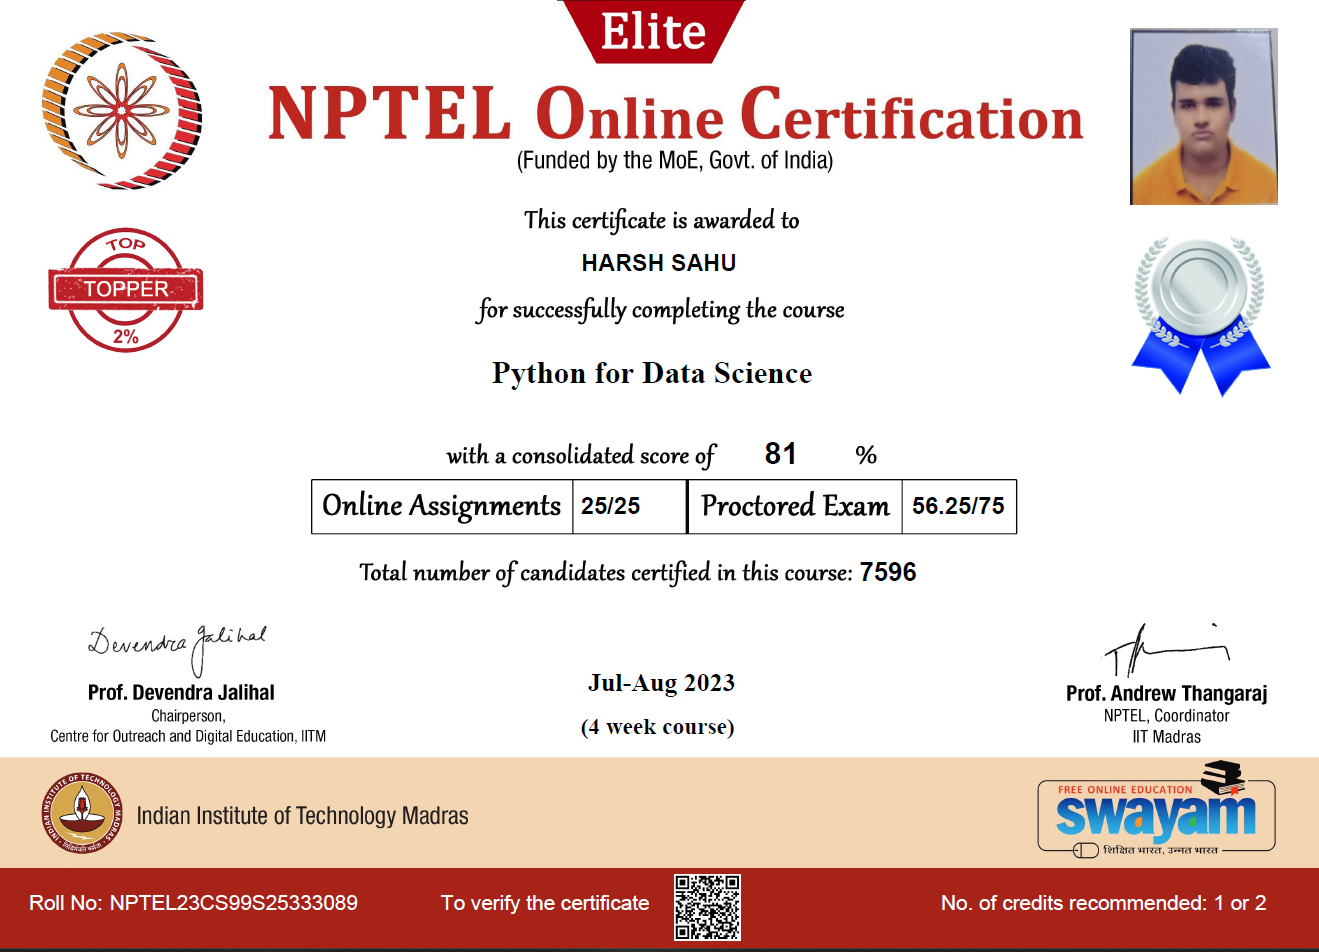 Elite
NPTEL Online Certification
(Funded by the MoE, Govt. of India)
This certificate is awarded to
HARSH SAHU
for successfully completing the course
TOP
TOPPER
2%
Python for Data Science
with a consolidated score of 81 %
Online Assignments 25/25 Proctored Exam 56.25/75
Total number of candidates certified in this course: 7596
Devendra Jalihal
Prof. Devendra Jalihal
Chairperson,
Centre for Outreach and Digital Education, IITM
Jul-Aug 2023
(4 week course)
Prof. Andrew Thangaraj
NPTEL, Coordinator
IIT Madras
INDIAN INSTITUTE OF TECHNOLOGY MADRAS
Indian Institute of Technology Madras
FREE ONLINE EDUCATION
swayam
शिक्षित भारत, उन्नत भारत
Roll No: NPTEL23CS99S25333089
To verify the certificate
No. of credits recommended: 1 or 2